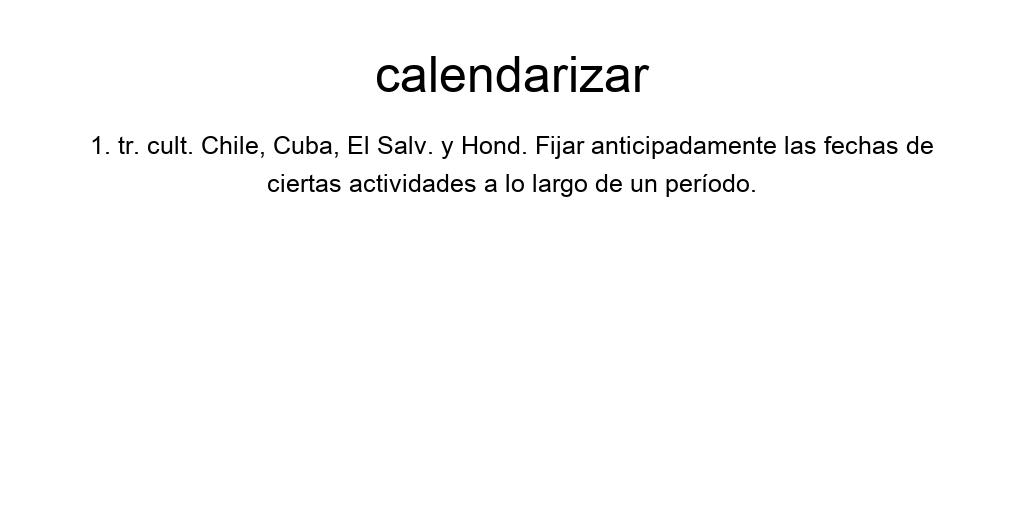 calendarizar
1. tr. cult. Chile, Cuba, El Salv. y Hond. Fijar anticipadamente las fechas de
ciertas actividades a lo largo de un período.